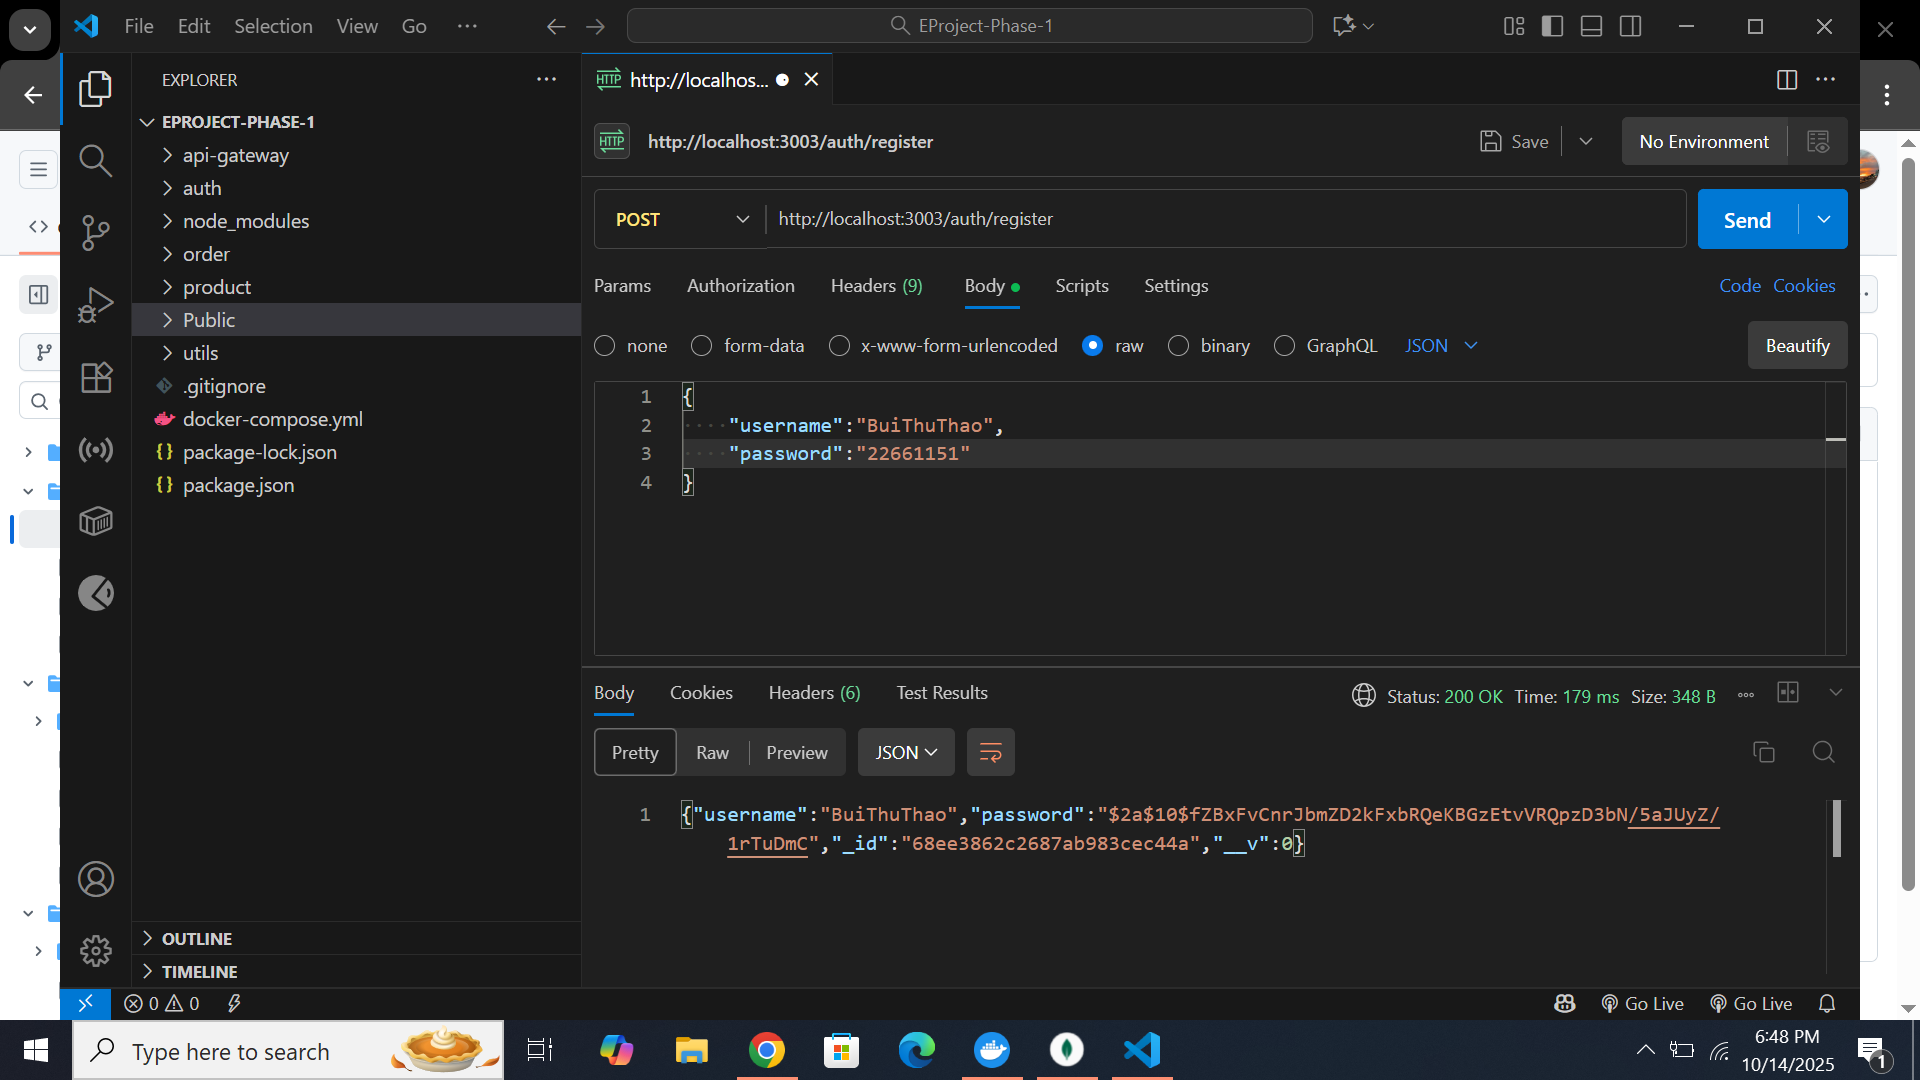 File Edit Selection View Go ···
EProject-Phase-1
EXPLORER
EPROJECT-PHASE-1
api-gateway
auth
node_modules
order
product
Public
utils
.gitignore
docker-compose.yml
package-lock.json
package.json
OUTLINE
TIMELINE
HTTP http://localhos...
HTTP http://localhost:3003/auth/register
Save
No Environment
POST http://localhost:3003/auth/register
Send
Params Authorization Headers (9) Body Scripts Settings Code Cookies
none form-data x-www-form-urlencoded raw binary GraphQL JSON Beautify
1 {
2 ····"username":"BuiThuThao",
3 ····"password":"22661151"
4 }
Body Cookies Headers (6) Test Results
Status: 200 OK Time: 179 ms Size: 348 B
Pretty Raw Preview JSON
1 {"username":"BuiThuThao","password":"$2a$10$fZBxFvCnrJbmZD2kFxbRQeKBGzEtvVRQpzD3bN/5aJUyZ/
1rTuDmC","_id":"68ee3862c2687ab983cec44a","__v":0}
0 0
Go Live Go Live
Type here to search
6:48 PM
10/14/2025
1